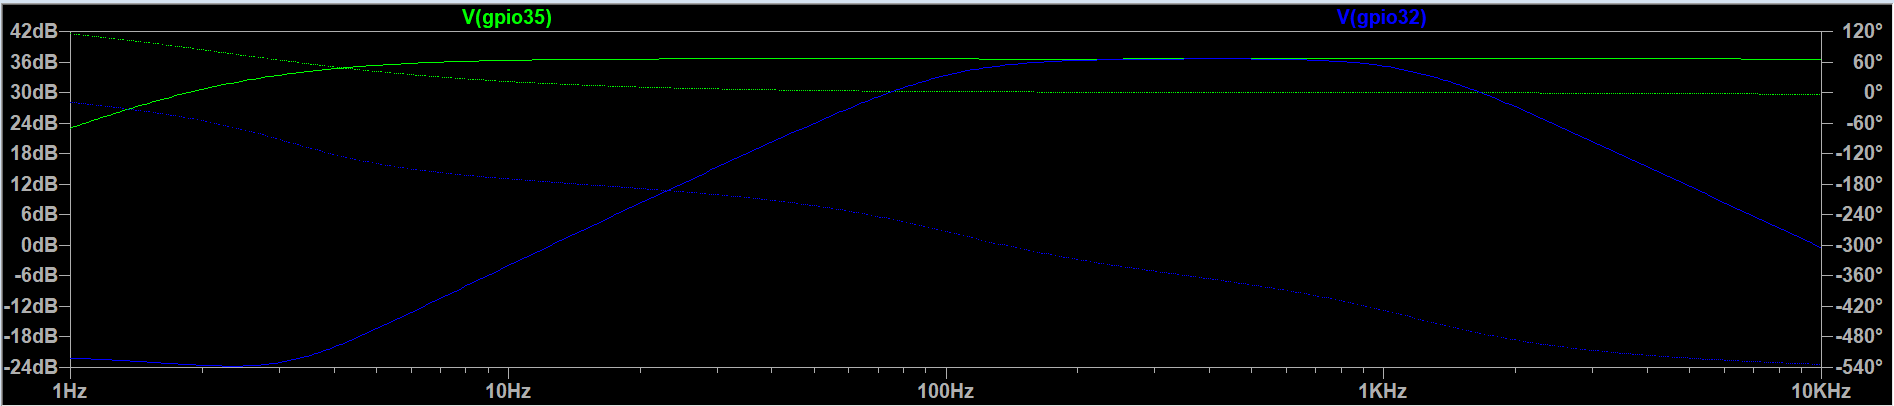 V(gpio35) V(gpio32)
42dB 120°
36dB 60°
30dB 0°
24dB -60°
18dB -120°
12dB -180°
6dB -240°
0dB -300°
-6dB -360°
-12dB -420°
-18dB -480°
-24dB -540°
1Hz 10Hz 100Hz 1KHz 10KHz